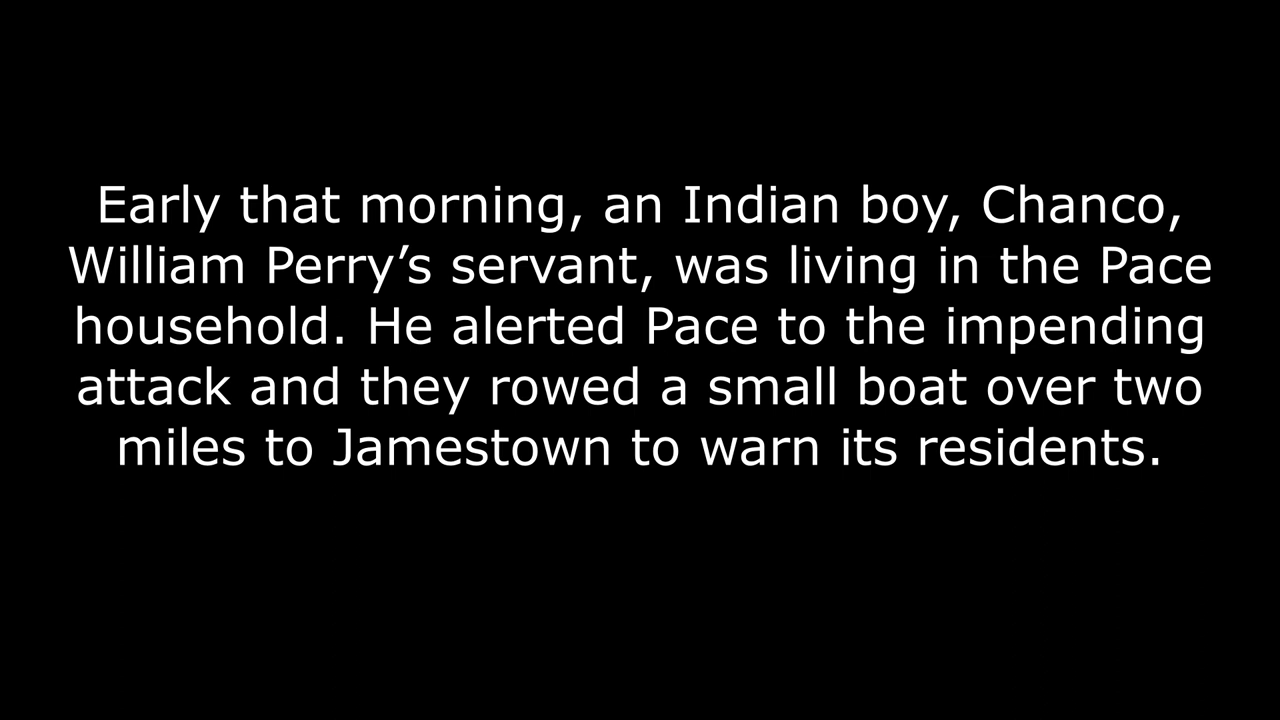 Early that morning, an Indian boy, Chanco,
William Perry’s servant, was living in the Pace
household. He alerted Pace to the impending
attack and they rowed a small boat over two
miles to Jamestown to warn its residents.